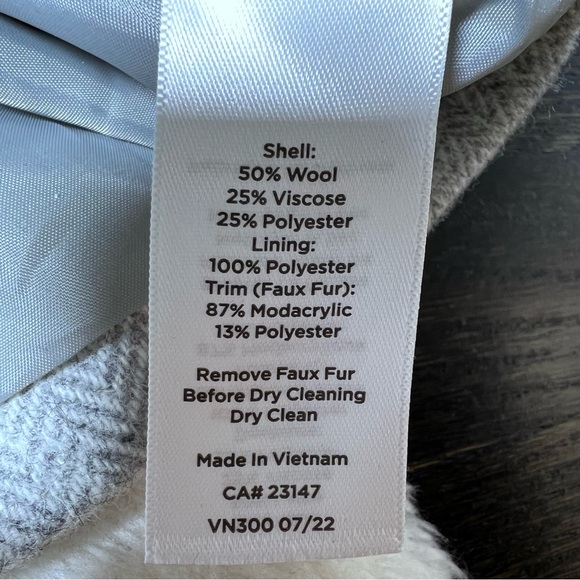 Shell:
50% Wool
25% Viscose
25% Polyester
Lining:
100% Polyester
Trim (Faux Fur):
87% Modacrylic
13% Polyester
Remove Faux Fur
Before Dry Cleaning
Dry Clean
Made In Vietnam
CA# 23147
VN300 07/22